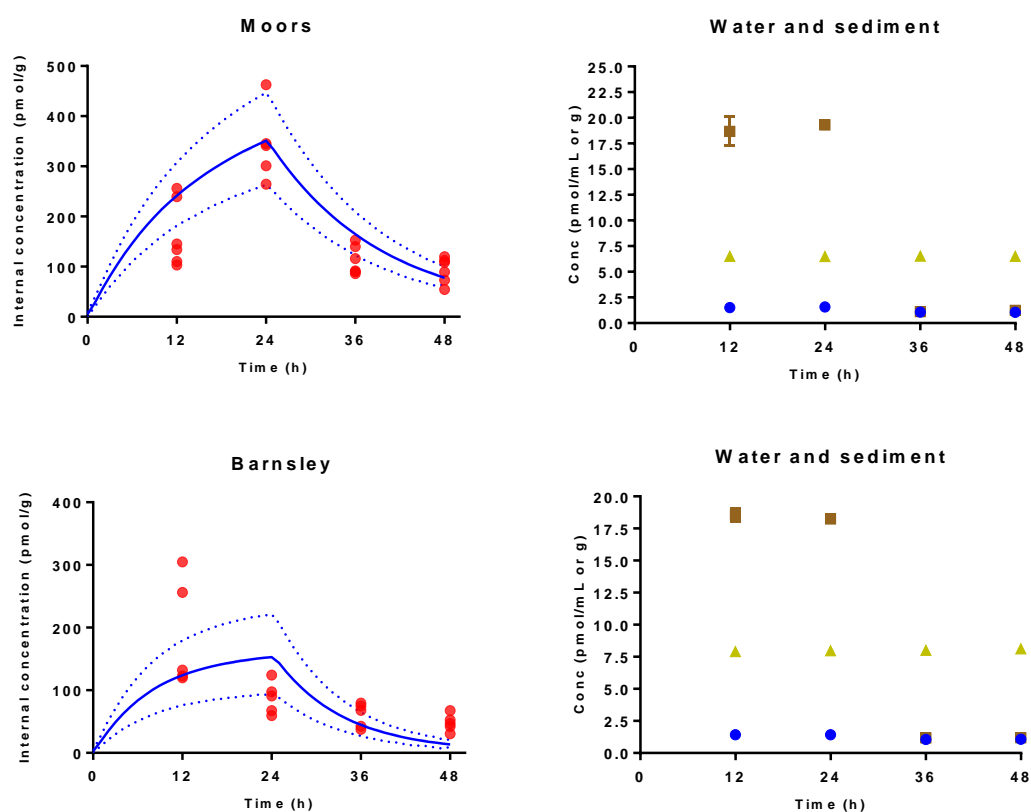 Moors
Internal concentration (pmol/g)
500
400
300
200
100
0
0 12 24 36 48
Time (h)
Water and sediment
Conc (pmol/mL or g)
25.0
22.5
20.0
17.5
15.0
12.5
10.0
7.5
5.0
2.5
0.0
0 12 24 36 48
Time (h)
Barnsley
Internal concentration (pmol/g)
400
300
200
100
0
0 12 24 36 48
Time (h)
Water and sediment
Conc (pmol/mL or g)
20.0
17.5
15.0
12.5
10.0
7.5
5.0
2.5
0.0
0 12 24 36 48
Time (h)